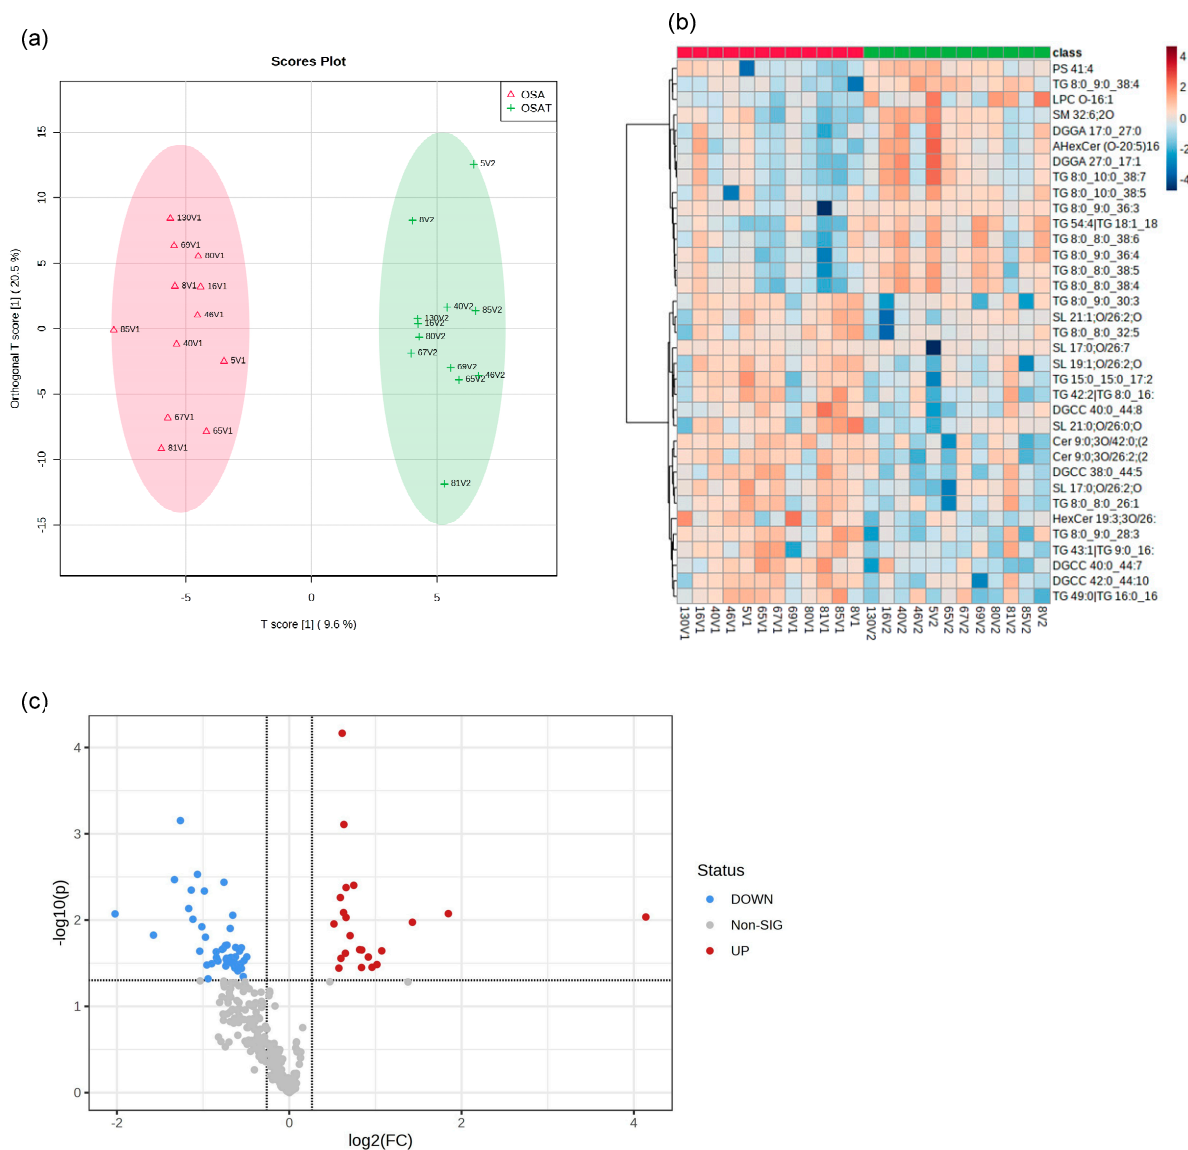 (a)
Scores Plot
OSA
OSAT
15
10
5
0
-5
-10
-15
Orthogonal T score [1] ( 20.5 %)
-5
0
5
T score [1] ( 9.6 %)
5V2
8V2
130V1
69V1
80V1
8V1
16V1
46V1
85V1
40V1
5V1
67V1
65V1
81V1
40V2
85V2
130V2
16V2
80V2
67V2
69V2
65V2
46V2
81V2
(b)
class
PS 41:4
TG 8:0_9:0_38:4
LPC O-16:1
SM 32:6;2O
DGGA 17:0_27:0
AHexCer (O-20:5)16
DGGA 27:0_17:1
TG 8:0_10:0_38:7
TG 8:0_10:0_38:5
TG 8:0_9:0_36:3
TG 54:4|TG 18:1_18
TG 8:0_8:0_38:6
TG 8:0_9:0_36:4
TG 8:0_8:0_38:5
TG 8:0_8:0_38:4
TG 8:0_9:0_30:3
SL 21:1;O/26:2;O
TG 8:0_8:0_32:5
SL 17:0;O/26:7
SL 19:1;O/26:2;O
TG 15:0_15:0_17:2
TG 42:2|TG 8:0_16:
DGCC 40:0_44:8
SL 21:0;O/26:0;O
Cer 9:0;3O/42:0;(2
Cer 9:0;3O/26:2;(2
DGCC 38:0_44:5
SL 17:0;O/26:2;O
TG 8:0_8:0_26:1
HexCer 19:3;3O/26:
TG 8:0_9:0_28:3
TG 43:1|TG 9:0_16:
DGCC 40:0_44:7
DGCC 42:0_44:10
TG 49:0|TG 16:0_16
130V1
16V1
40V1
46V1
5V1
65V1
67V1
69V1
80V1
81V1
85V1
8V1
130V2
16V2
40V2
46V2
5V2
65V2
67V2
69V2
80V2
81V2
85V2
8V2
4
2
0
-2
-4
(c)
4
3
2
1
0
-log10(p)
-2
0
2
4
log2(FC)
Status
DOWN
Non-SIG
UP